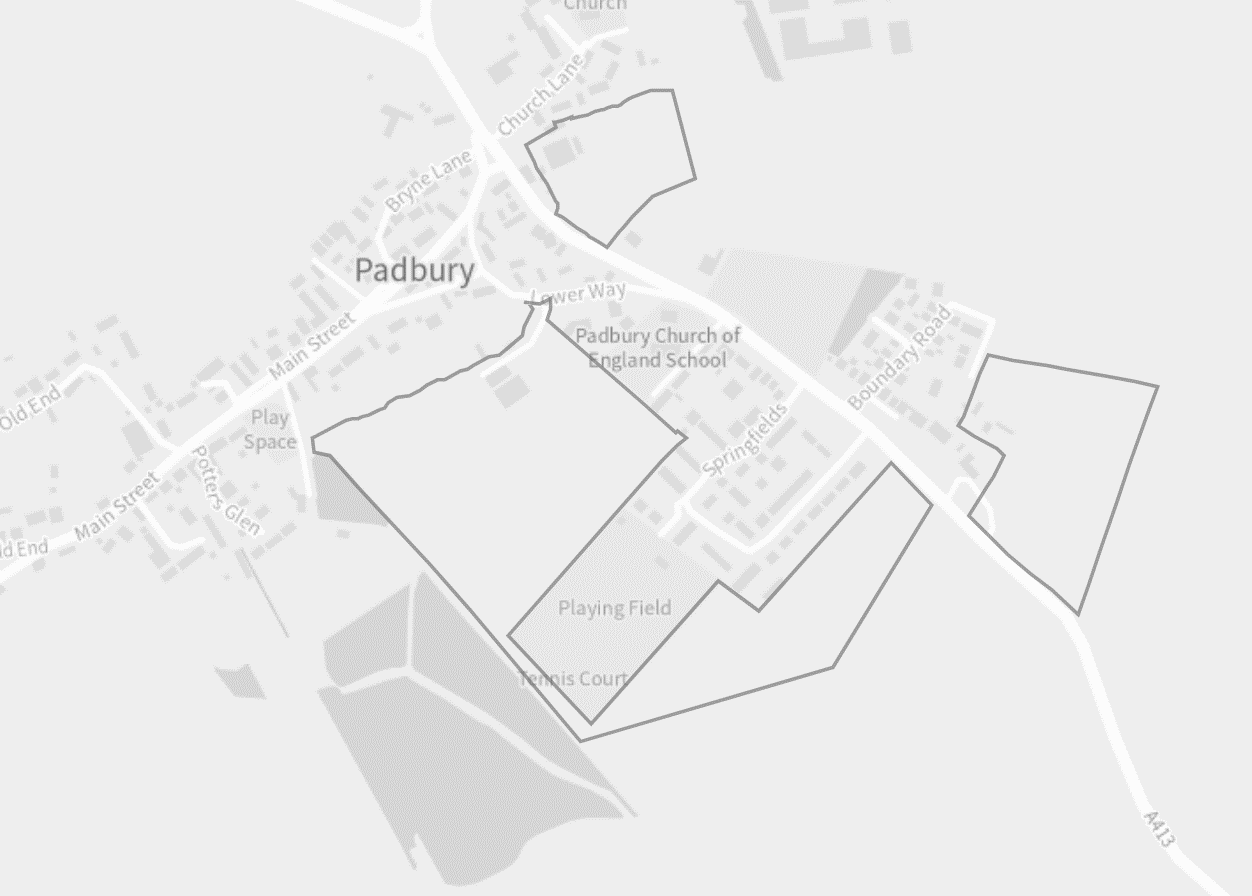 Church
Church Lane
Bryne Lane
Padbury
Lower Way
Main Street
Padbury Church of
England School
Boundary Road
Old End
Play
Space
Springfields
Potters Glen
Main Street
ld End
Playing Field
Tennis Court
A413